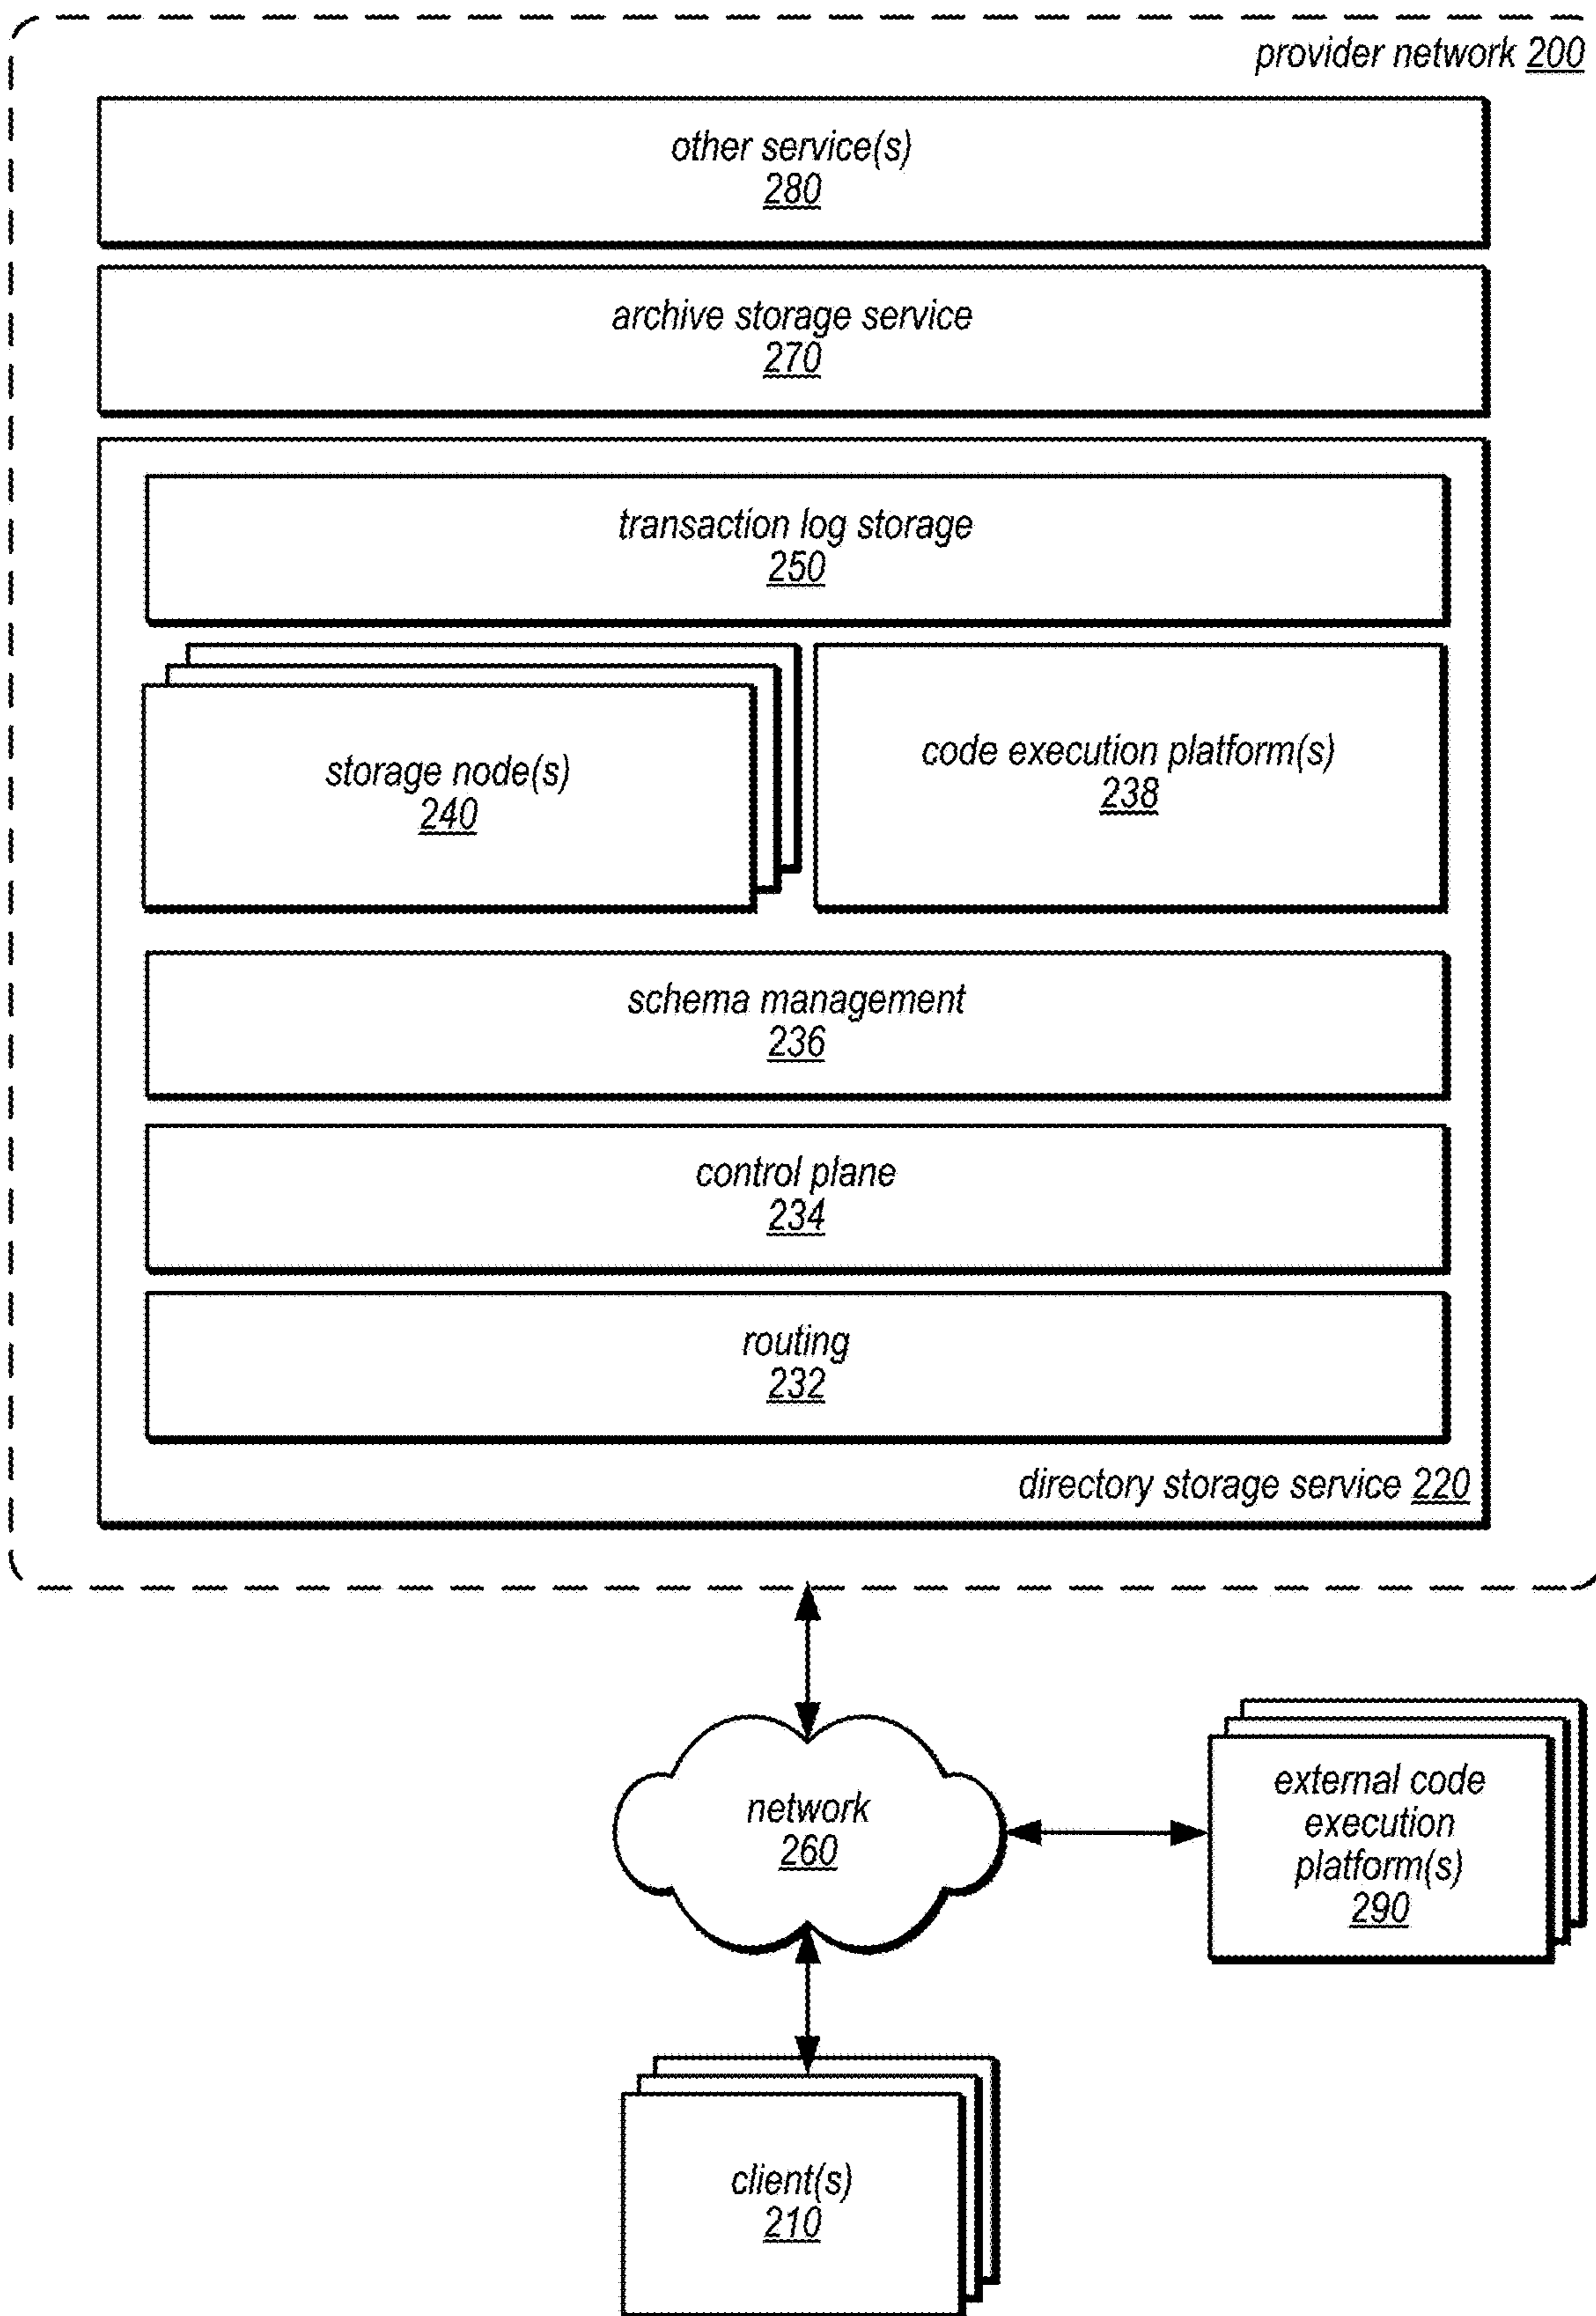 provider network 200
other service(s)
280
archive storage service
270
transaction log storage
250
storage node(s)
240
code execution platform(s)
238
schema management
236
control plane
234
routing
232
directory storage service 220
network
260
external code
execution
platform(s)
290
client(s)
210